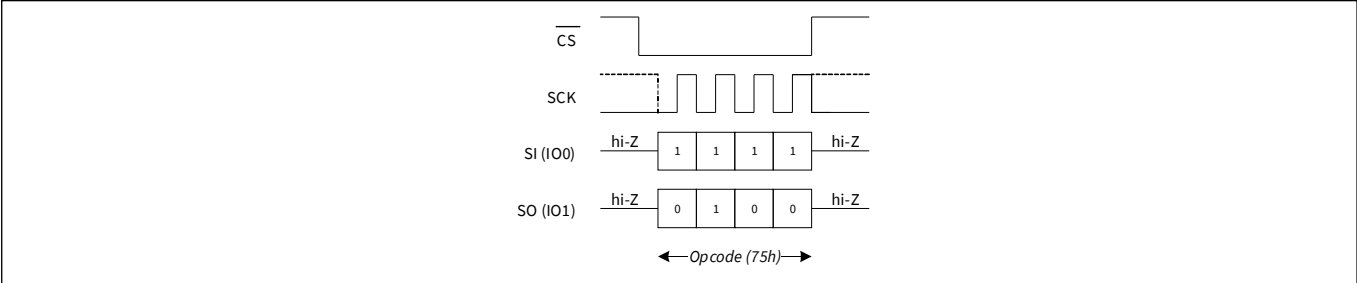 CS
SCK
SI (IO0) hi-Z 1 1 1 1 hi-Z
SO (IO1) hi-Z 0 1 0 0 hi-Z
Opcode (75h)